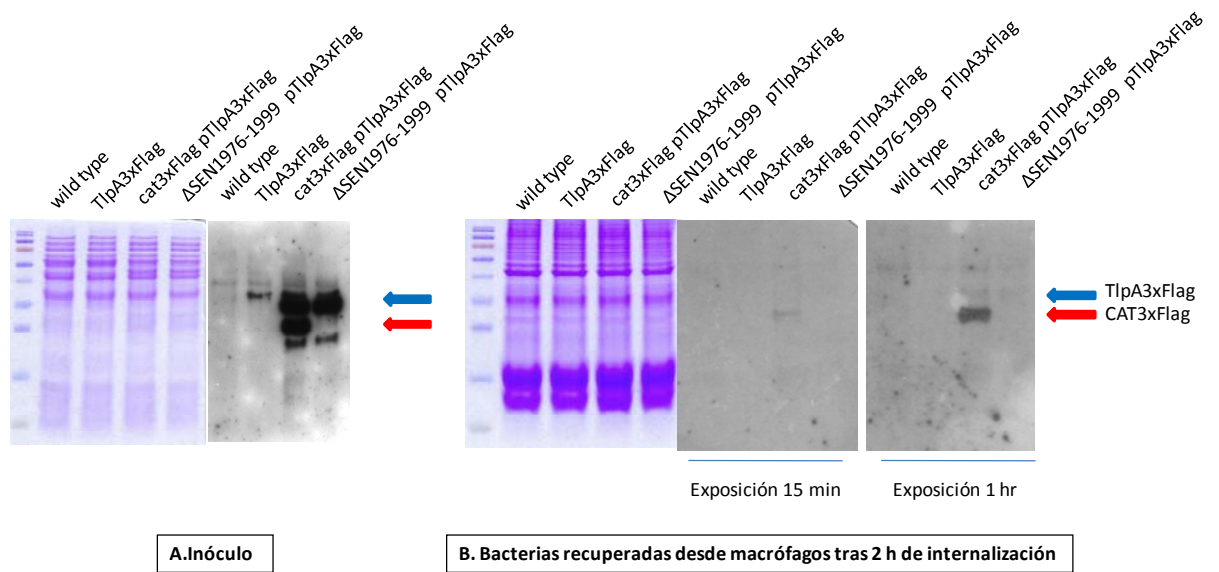 wild type
TlpA3xFlag
cat3xFlag pTlpA3xFlag
ΔSEN1976-1999 pTlpA3xFlag
wild type
TlpA3xFlag
cat3xFlag pTlpA3xFlag
ΔSEN1976-1999 pTlpA3xFlag
wild type
TlpA3xFlag
cat3xFlag pTlpA3xFlag
ΔSEN1976-1999 pTlpA3xFlag
wild type
TlpA3xFlag
cat3xFlag pTlpA3xFlag
ΔSEN1976-1999 pTlpA3xFlag
wild type
TlpA3xFlag
cat3xFlag pTlpA3xFlag
ΔSEN1976-1999 pTlpA3xFlag
TlpA3xFlag
CAT3xFlag
Exposición 15 min
Exposición 1 hr
A.Inóculo
B. Bacterias recuperadas desde macrófagos tras 2 h de internalización